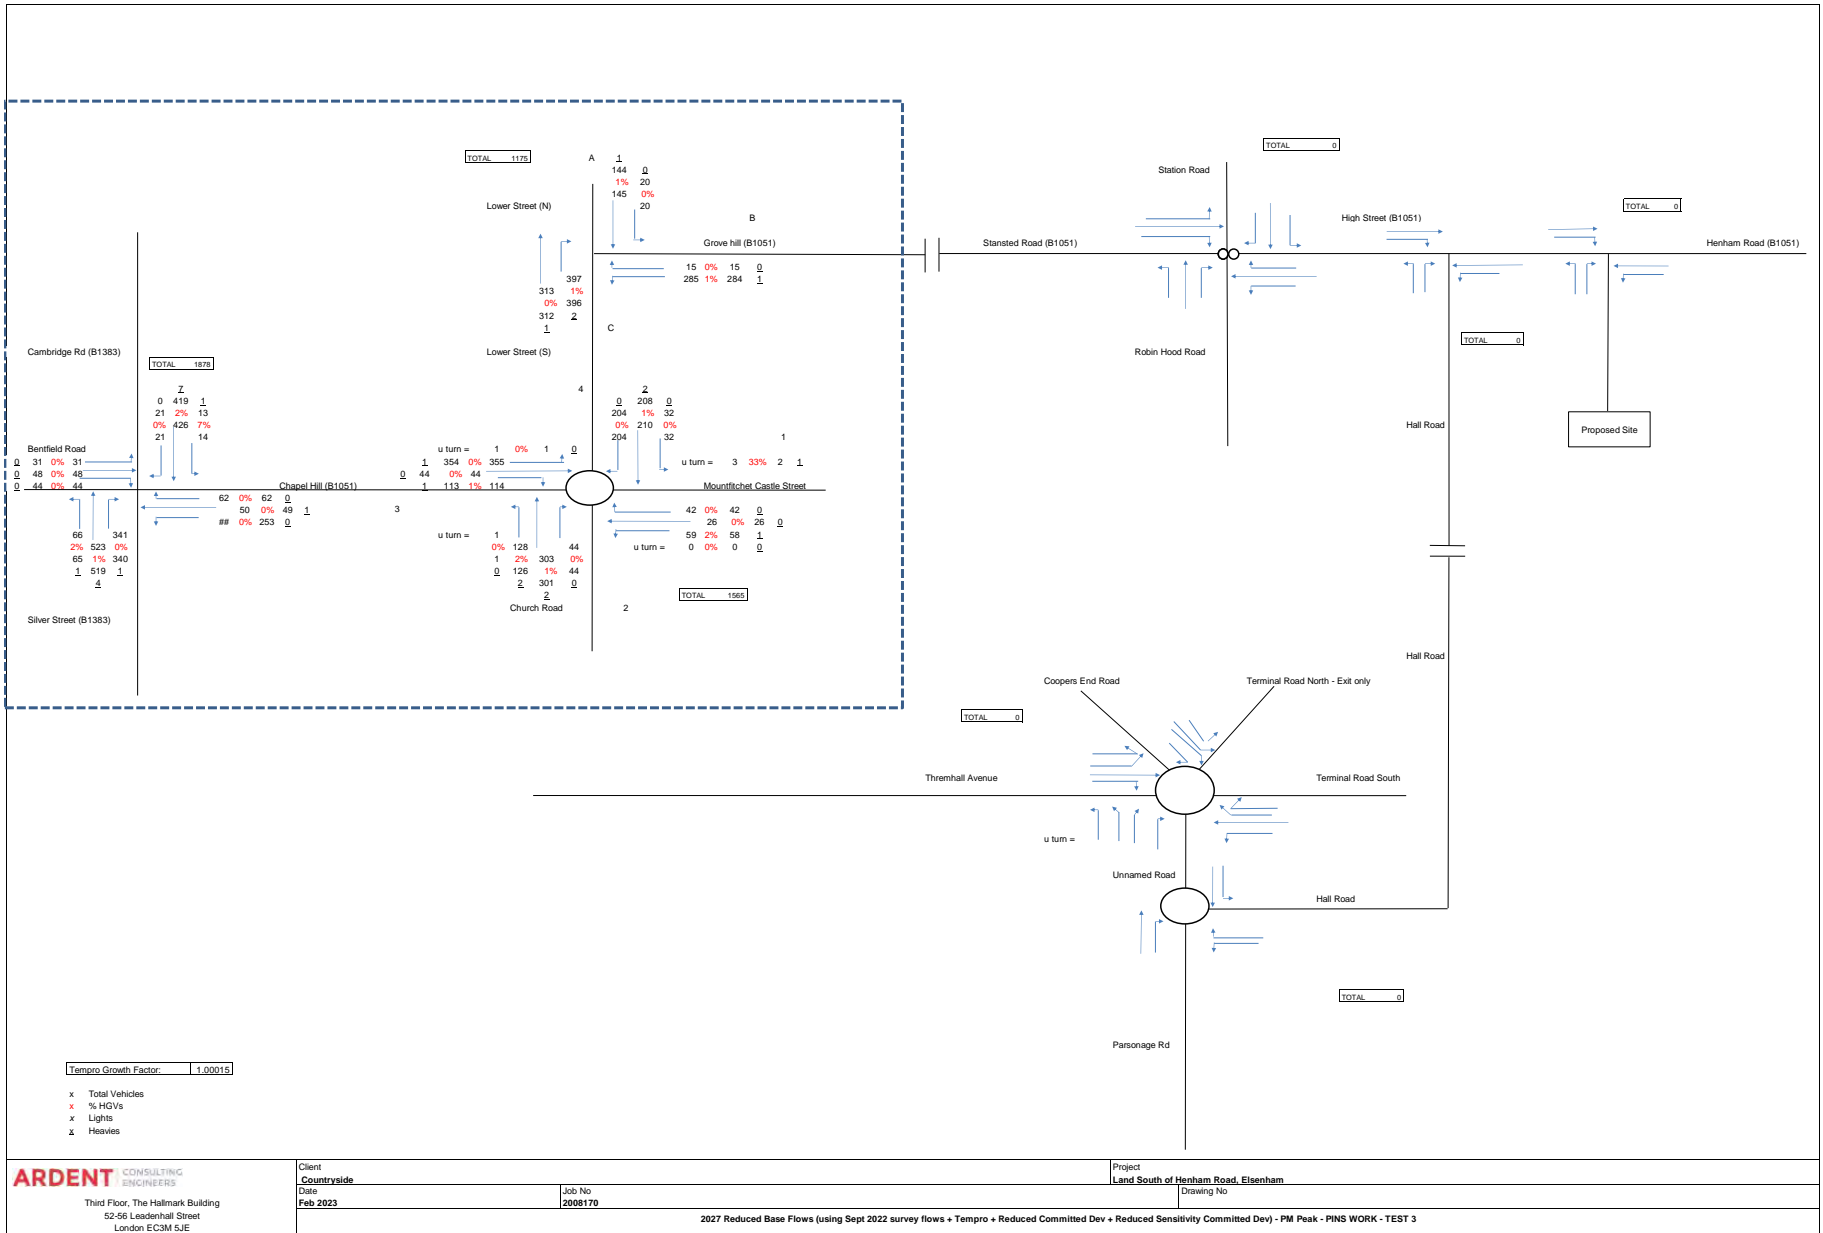 TOTAL 1175
A 1
144 0
1% 20
145 0%
20
Lower Street (N)
B
Grove hill (B1051)
15 0% 15 0
285 1% 284 1
397
313 1%
0% 396
312 2
1
C
Lower Street (S)
TOTAL 0
Station Road
High Street (B1051)
TOTAL 0
Stansted Road (B1051)
Henham Road (B1051)
Robin Hood Road
TOTAL 0
Hall Road
Proposed Site
Cambridge Rd (B1383)
TOTAL 1878
7
0 419 1
21 2% 13
0% 426 7%
21 14
Bentfield Road
0 31 0% 31
0 48 0% 48
0 44 0% 44
Chapel Hill (B1051)
62 0% 62 0
50 0% 49 1
## 0% 253 0
66 341
2% 523 0%
65 1% 340
1 519 1
4
Silver Street (B1383)
4
2
0 208 0
204 1% 32
0% 210 0%
204 32
1
u turn = 1 0% 1 0
1 354 0% 355
0 44 0% 44
1 113 1% 114
u turn = 3 33% 2 1
Mountfitchet Castle Street
3
42 0% 42 0
26 0% 26 0
59 2% 58 1
u turn = 0 0% 0 0
u turn = 1
0% 128 44
1 2% 303 0%
0 126 1% 44
2 301 0
2
Church Road
2
TOTAL 1565
Hall Road
Coopers End Road
Terminal Road North - Exit only
TOTAL 0
Thremhall Avenue
Terminal Road South
u turn =
Unnamed Road
Hall Road
TOTAL 0
Parsonage Rd
Tempro Growth Factor: 1.00015
x Total Vehicles
x % HGVs
x Lights
x Heavies
ARDENT CONSULTING ENGINEERS
Third Floor, The Hallmark Building
52-56 Leadenhall Street
London EC3M 5JE
Client
Countryside
Project
Land South of Henham Road, Elsenham
Date
Feb 2023
Job No
2008170
Drawing No
2027 Reduced Base Flows (using Sept 2022 survey flows + Tempro + Reduced Committed Dev + Reduced Sensitivity Committed Dev) - PM Peak - PINS WORK - TEST 3